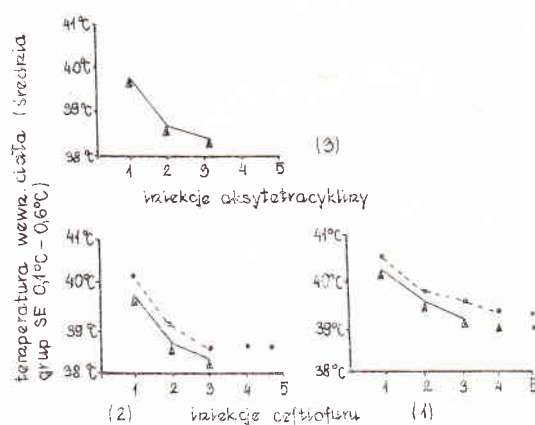 temperatura wewn. ciała (średnia
grup SE 0,1°C - 0,6°C)
41°C
40°C
39°C
38°C
1 2 3 4 5
(3)
iniekcje oksytetracykliny
41°C
40°C
39°C
38°C
1 2 3 4 5
(2)
41°C
40°C
39°C
38°C
1 2 3 4 5
(1)
iniekcje ceftiofuru